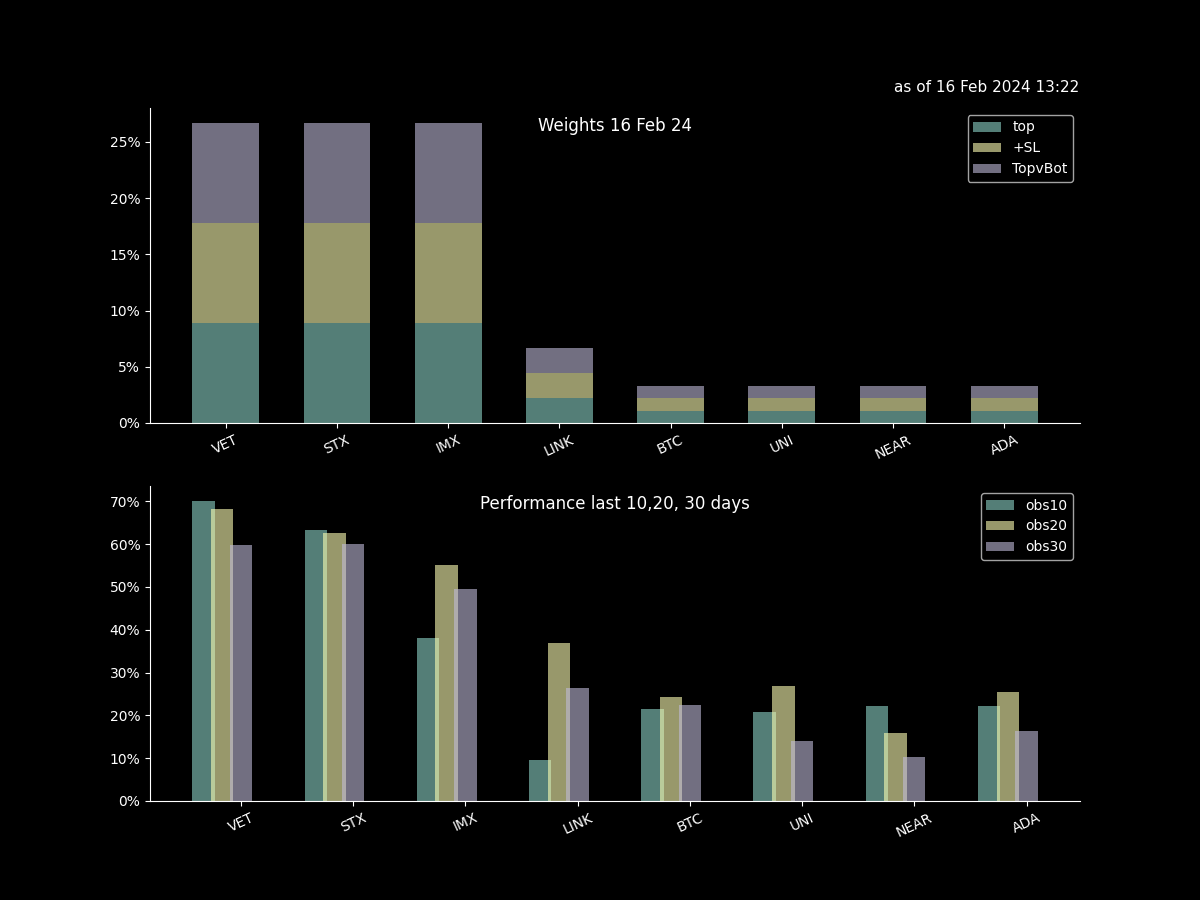 as of 16 Feb 2024 13:22
Weights 16 Feb 24
top
+SL
TopvBot
25%
20%
15%
10%
5%
0%
VET STX IMX LINK BTC UNI NEAR ADA
Performance last 10,20, 30 days
obs10
obs20
obs30
70%
60%
50%
40%
30%
20%
10%
0%
VET STX IMX LINK BTC UNI NEAR ADA